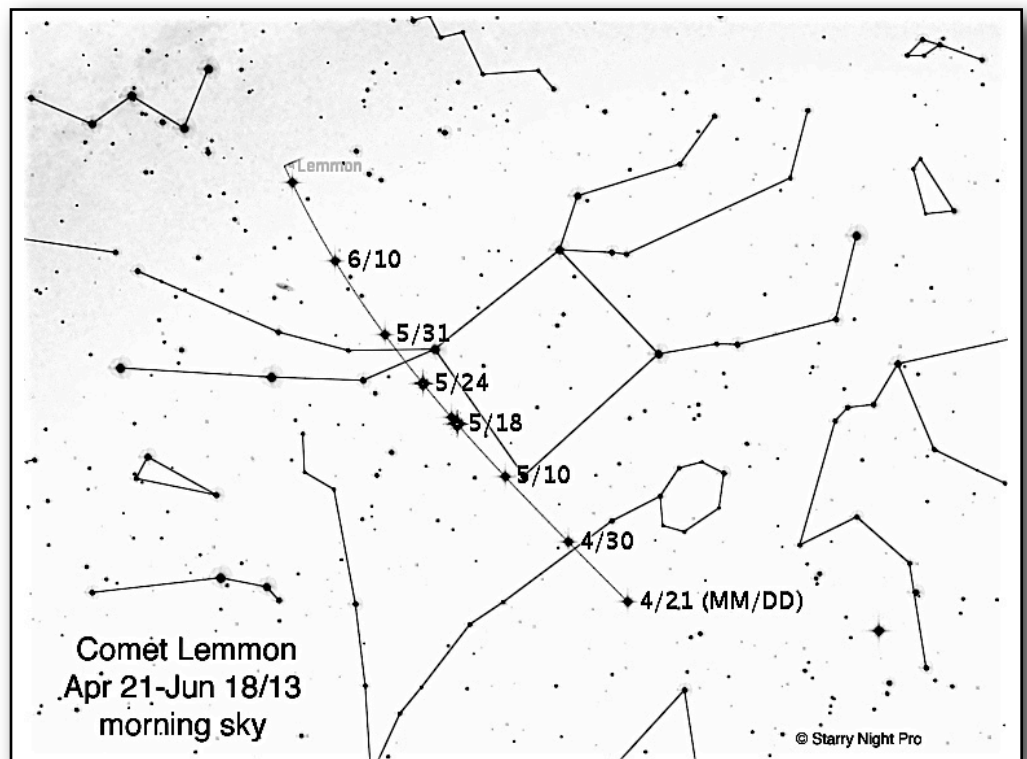 Lemmon
6/10
5/31
5/24
5/18
5/10
4/30
4/21 (MM/DD)
Comet Lemmon
Apr 21-Jun 18/13
morning sky
© Starry Night Pro